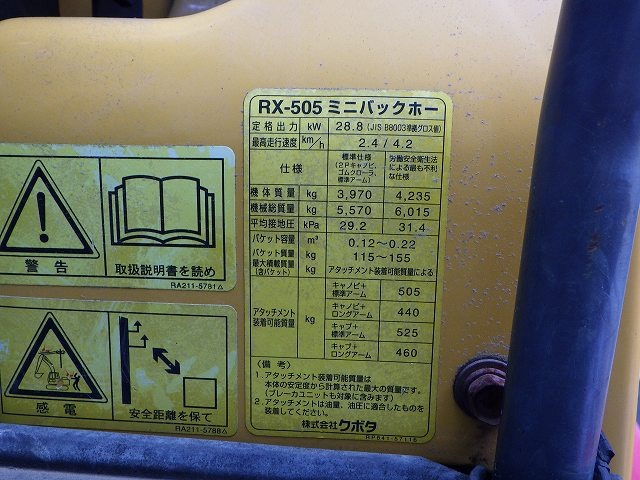 RX-505 ミニバックホー
定格出力 kW 28.8 (JIS B8003準拠グロス値)
最高走行速度 km/h 2.4 / 4.2
仕様 標準仕様 (2Pキャノピ、ゴムクローラ、標準アーム) 労働安全衛生法による最も不利な仕様
機体質量 kg 3,970 4,235
機械総質量 kg 5,570 6,015
平均接地圧 kPa 29.2 31.4
バケット容量 m³ 0.12〜0.22
バケット質量 kg 115〜155
最大積載質量(含バケット) kg アタッチメント装着可能質量による
アタッチメント装着可能質量 kg
キャノピ+標準アーム 505
キャノピ+ロングアーム 440
キャブ+標準アーム 525
キャブ+ロングアーム 460
(備考)
1.アタッチメント装着可能質量は
本体の安定度から計算された最大の質量です。
(ブレーカユニットも対象に含みます)
2.アタッチメントは油量、油圧に適合したものを
装着してください。
株式会社クボタ
RP841-57116
警告
取扱説明書を読め
RA211-5781△
感電
安全距離を保て
RA211-5788△